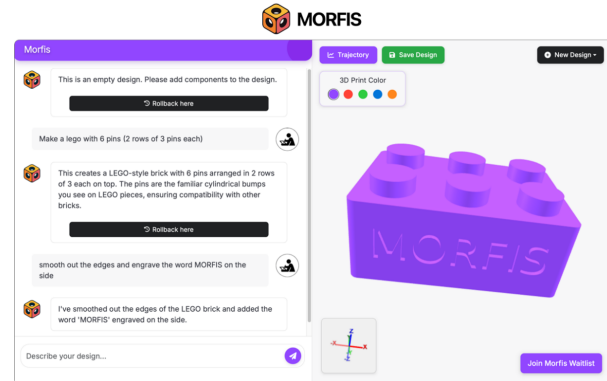 MORFIS
Morfis
This is an empty design. Please add components to the design.
Rollback here
Make a lego with 6 pins (2 rows of 3 pins each)
This creates a LEGO-style brick with 6 pins arranged in 2 rows
of 3 each on top. The pins are the familiar cylindrical bumps
you see on LEGO pieces, ensuring compatibility with other
bricks.
Rollback here
smooth out the edges and engrave the word MORFIS on the
side
I've smoothed out the edges of the LEGO brick and added the
word 'MORFIS' engraved on the side.
Describe your design...
Trajectory
Save Design
New Design
3D Print Color
MORFIS
Z
X
X
Join Morfis Waitlist